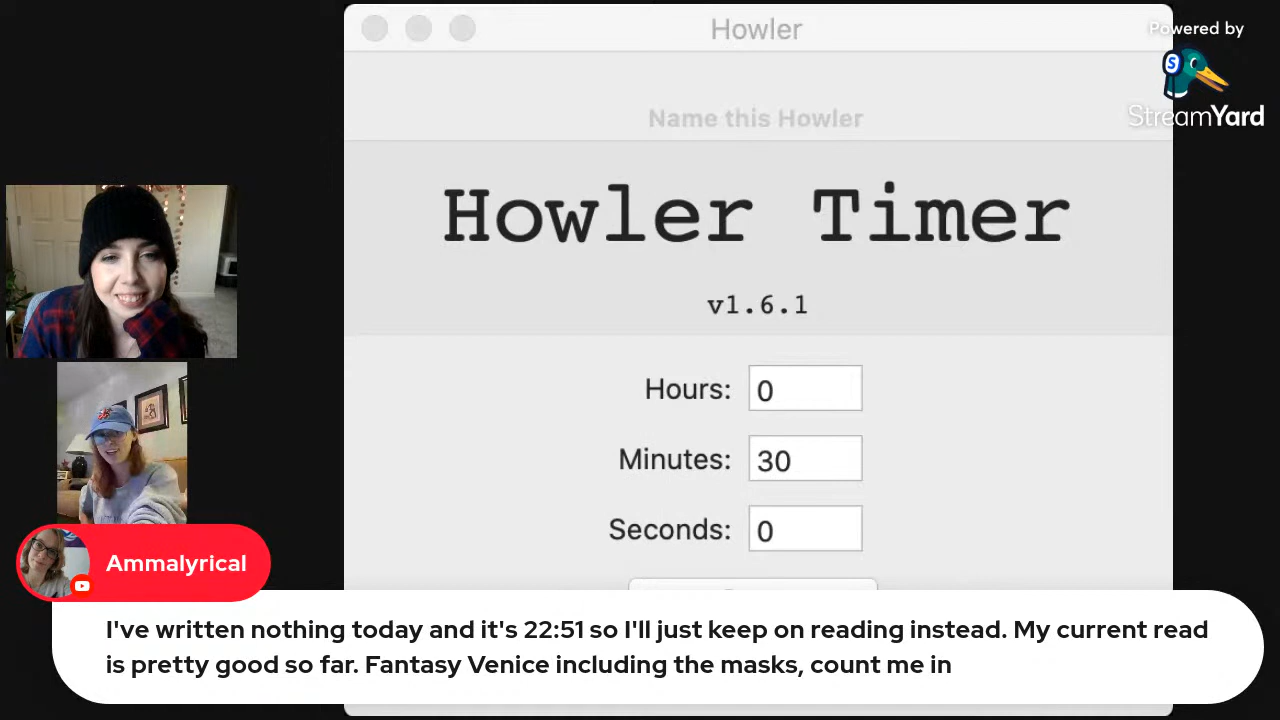 Howler
Powered by
StreamYard
Name this Howler
Howler Timer
v1.6.1
Hours: 0
Minutes: 30
Seconds: 0
Ammalyrical
I've written nothing today and it's 22:51 so I'll just keep on reading instead. My current read
is pretty good so far. Fantasy Venice including the masks, count me in